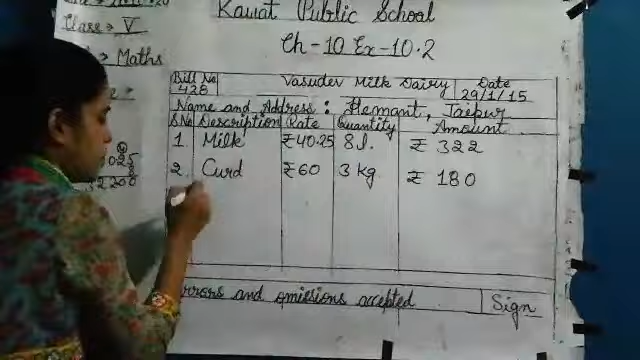 Kawat Public School
Class → V
Ch - 10 Ex - 10.2
→ Maths
Bill No 428 Vasudev Milk Dairy Date 29/1/15
Name and Address : Hemant, Jaipur
S.No Description Rate Quantity Amount
1 Milk ₹40.25 8 l. ₹ 322
2 Curd ₹60 3 kg ₹ 180
rrors and omissions accepted Sign